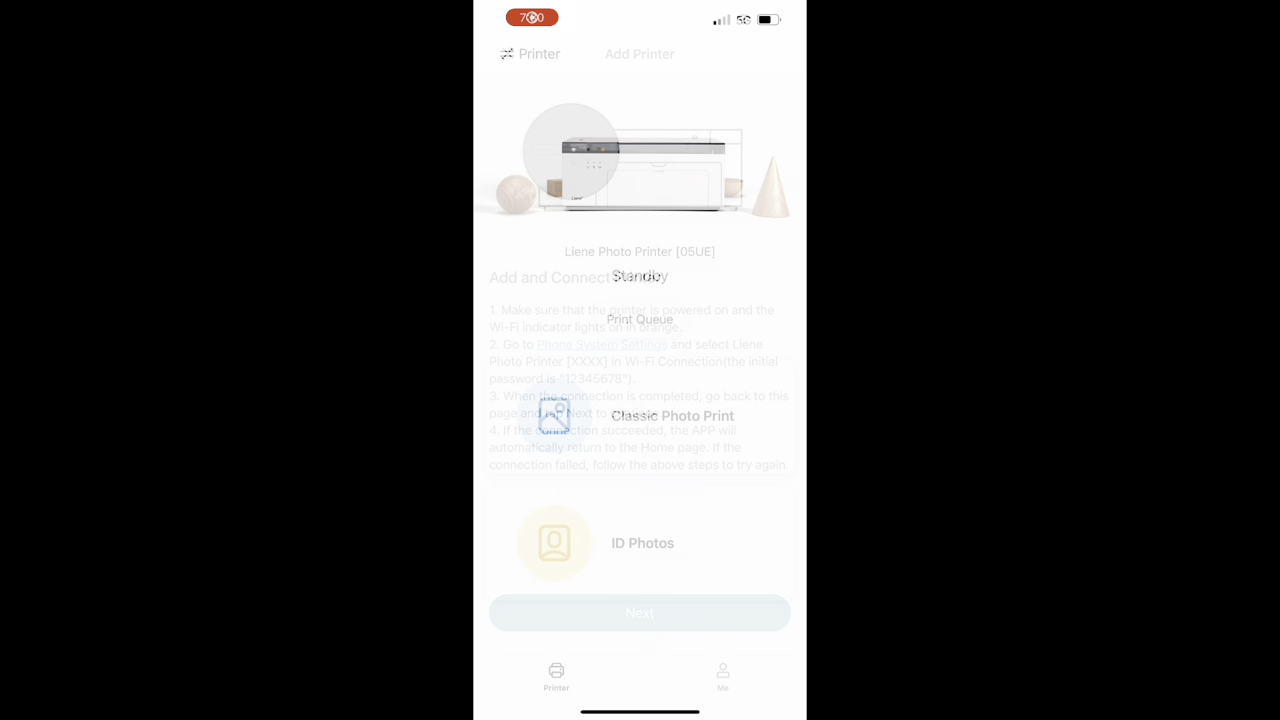 Printer
Add Printer
Liene
Liene Photo Printer [05UE]
Add and Connect
Standby
1. Make sure that the printer is powered on and the
Wi-Fi indicator lights on in orange.
Print Queue
2. Go to Phone System Settings and select Liene
Photo Printer [XXXX] in Wi-Fi Connection(the initial
password is "12345678").
3. When the connection is completed, go back to this
page and tap Next to
Classic Photo Print
4. If the connection succeeded, the APP will
automatically return to the Home page. If the
connection failed, follow the above steps to try again.
ID Photos
Next
Printer
Me